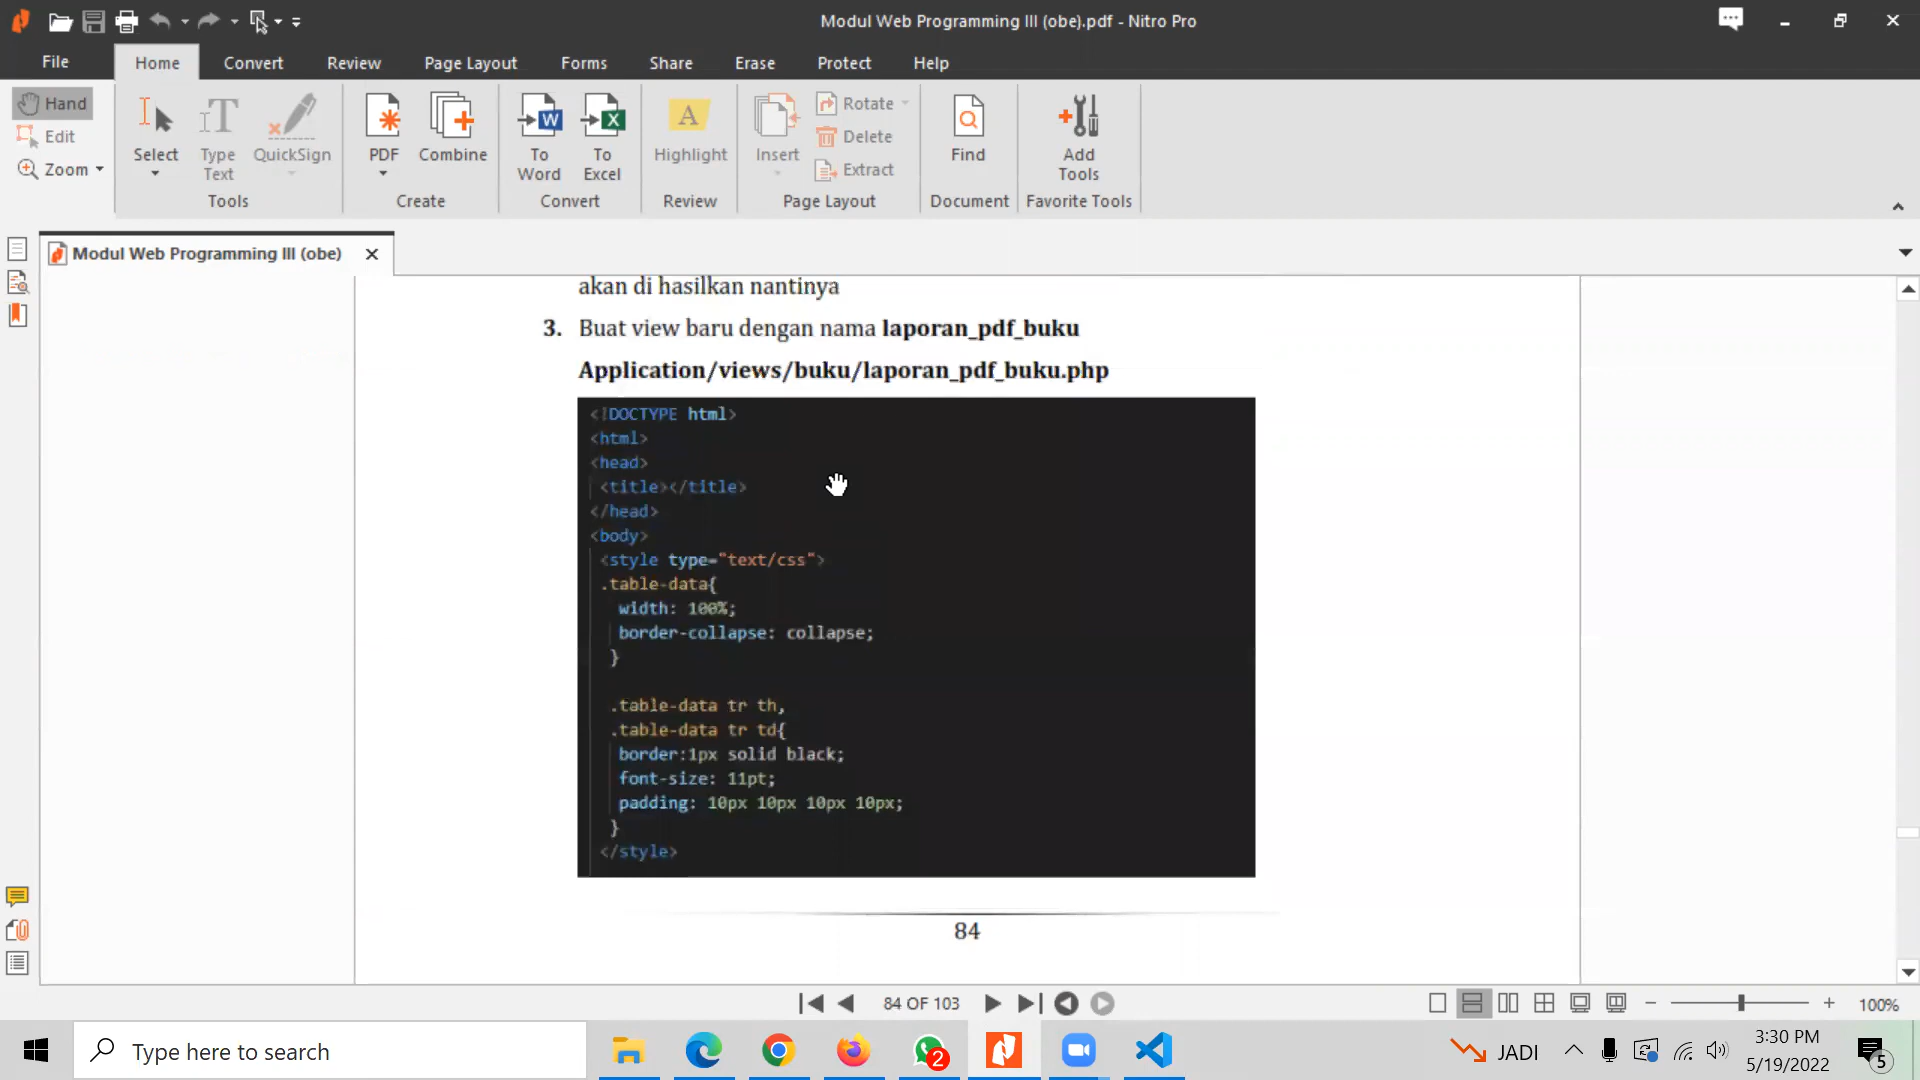 Modul Web Programming III (obe).pdf - Nitro Pro
File
Home
Convert
Review
Page Layout
Forms
Share
Erase
Protect
Help
Hand
Edit
Zoom
Select
Type
Text
QuickSign
Tools
PDF
Combine
Create
To
Word
To
Excel
Convert
Highlight
Review
Insert
Rotate
Delete
Extract
Page Layout
Find
Document
Add
Tools
Favorite Tools
Modul Web Programming III (obe)
akan di hasilkan nantinya
3. Buat view baru dengan nama laporan_pdf_buku
Application/views/buku/laporan_pdf_buku.php
<!DOCTYPE html>
<html>
<head>
<title></title>
</head>
<body>
<style type="text/css">
.table-data{
width: 100%;
border-collapse: collapse;
}
.table-data tr th,
.table-data tr td{
border:1px solid black;
font-size: 11pt;
padding: 10px 10px 10px 10px;
}
</style>
84
84 OF 103
100%
Type here to search
2
JADI
3:30 PM
5/19/2022
5